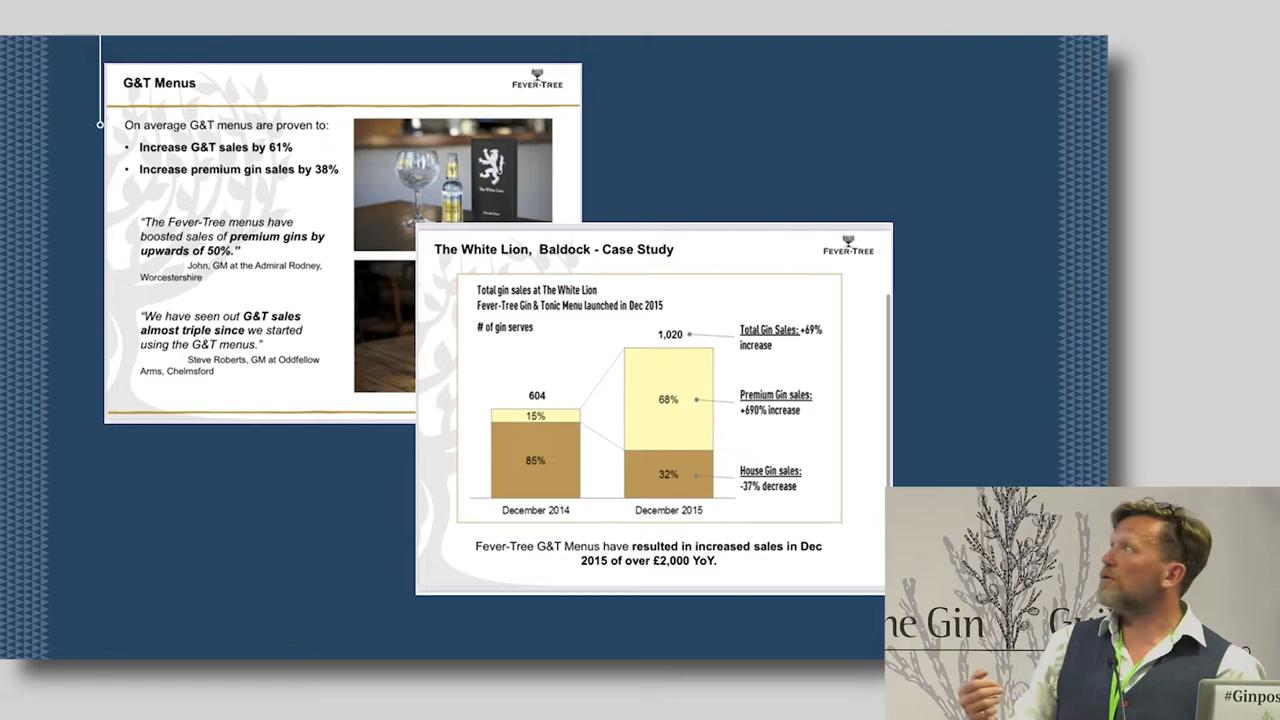 G&T Menus
FEVER-TREE
On average G&T menus are proven to:
• Increase G&T sales by 61%
• Increase premium gin sales by 38%
“The Fever-Tree menus have
boosted sales of premium gins by
upwards of 50%.”
John, GM at the Admiral Rodney,
Worcestershire
“We have seen out G&T sales
almost triple since we started
using the G&T menus.”
Steve Roberts, GM at Oddfellow
Arms, Chelmsford
The White Lion
The White Lion, Baldock - Case Study
FEVER-TREE
Total gin sales at The White Lion
Fever-Tree Gin & Tonic Menu launched in Dec 2015
# of gin serves
604
15%
85%
December 2014
1,020
68%
32%
December 2015
Total Gin Sales: +69%
increase
Premium Gin sales:
+690% increase
House Gin sales:
-37% decrease
Fever-Tree G&T Menus have resulted in increased sales in Dec
2015 of over £2,000 YoY.
he Gin Gui
#Ginpos